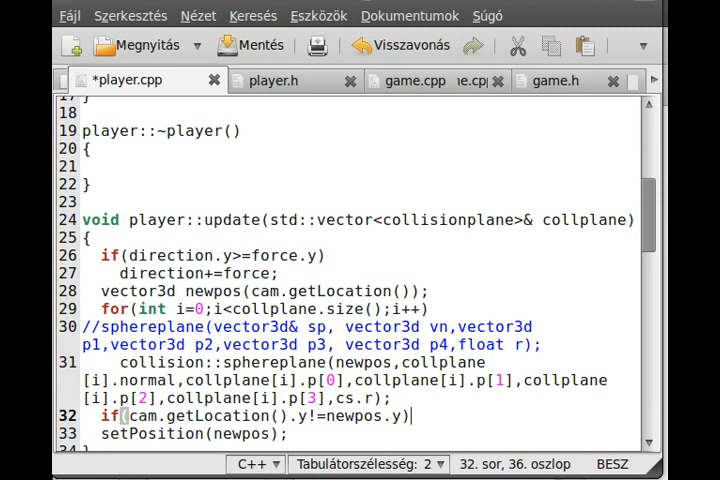 Fájl Szerkesztés Nézet Keresés Eszközök Dokumentumok Súgó
Megnyitás Mentés Visszavonás
*player.cpp player.h game.cpp game.h
17 }
18
19 player::~player()
20 {
21
22 }
23
24 void player::update(std::vector<collisionplane>& collplane)
25 {
26 if(direction.y>=force.y)
27 direction+=force;
28 vector3d newpos(cam.getLocation());
29 for(int i=0;i<collplane.size();i++)
30 //spherepl​ane(vector3d& sp, vector3d vn,vector3d
p1,vector3d p2,vector3d p3, vector3d p4,float r);
31 collision::sphereplane(newpos,collplane
[i].normal,collplane[i].p[0],collplane[i].p[1],collplane
[i].p[2],collplane[i].p[3],cs.r);
32 if(cam.getLocation().y!=newpos.y)
33 setPosition(newpos);
34 }
C++ Tabulátorszélesség: 2 32. sor, 36. oszlop BESZ